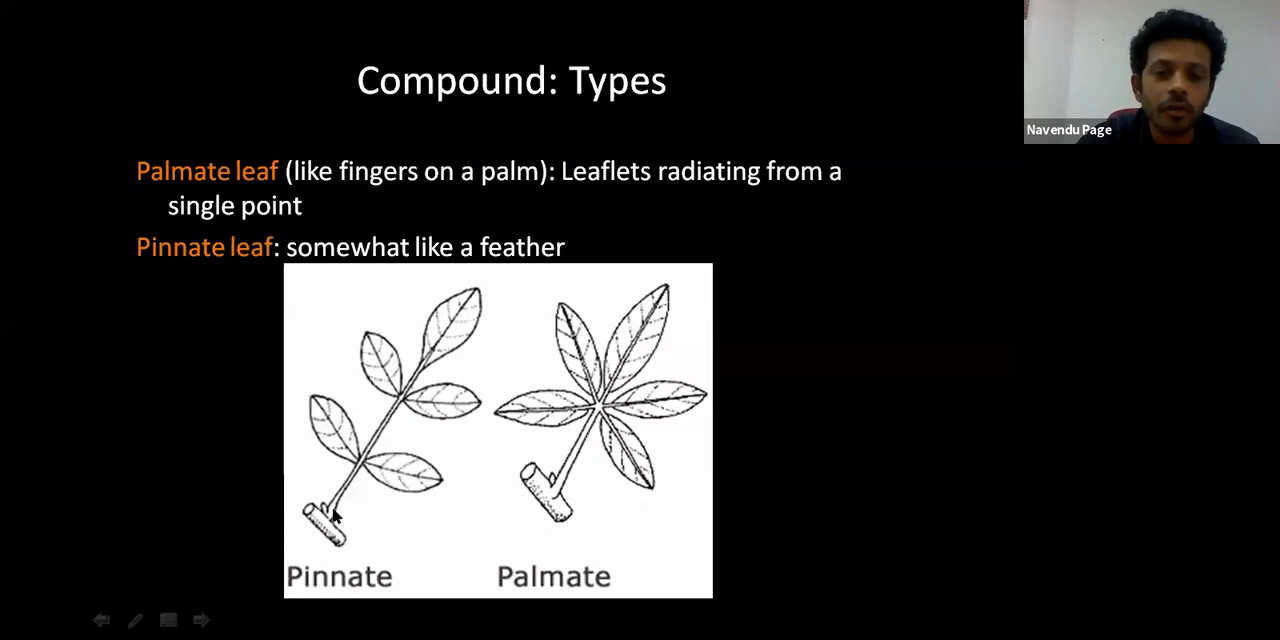 Compound: Types
Navendu Page
Palmate leaf (like fingers on a palm): Leaflets radiating from a
single point
Pinnate leaf: somewhat like a feather
Pinnate
Palmate